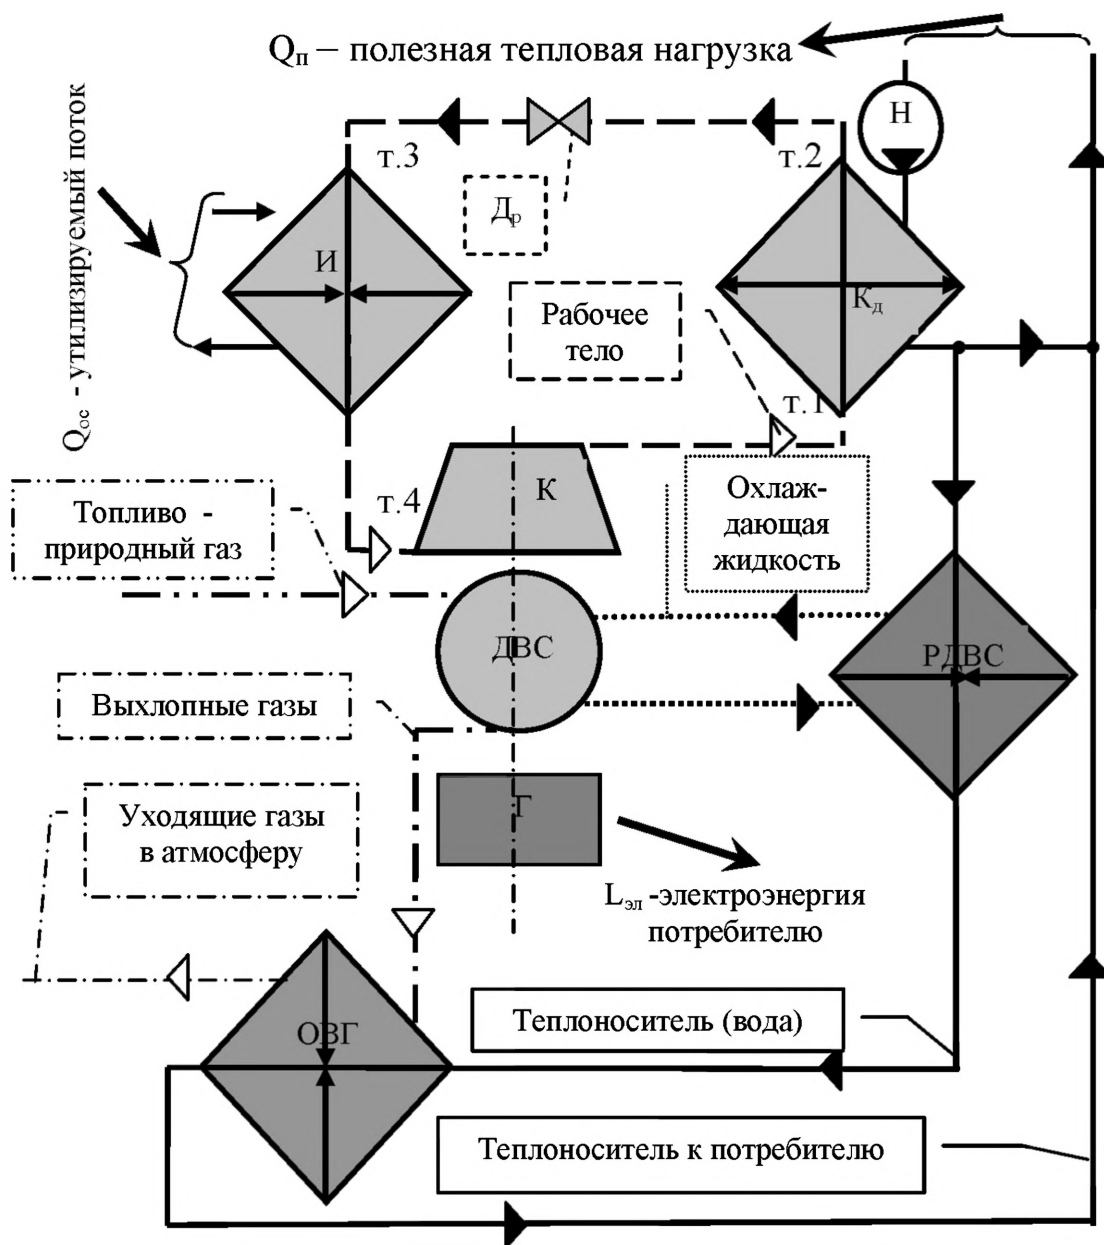 Qп – полезная тепловая нагрузка
Н
т.3
т.2
Др
Qос - утилизируемый поток
И
Кд
Рабочее
тело
т.1
т.4
К
Охлаж-
дающая
жидкость
Топливо -
природный газ
ДВС
РДВС
Выхлопные газы
Г
Уходящие газы
в атмосферу
Lэл -электроэнергия
потребителю
ОВГ
Теплоноситель (вода)
Теплоноситель к потребителю